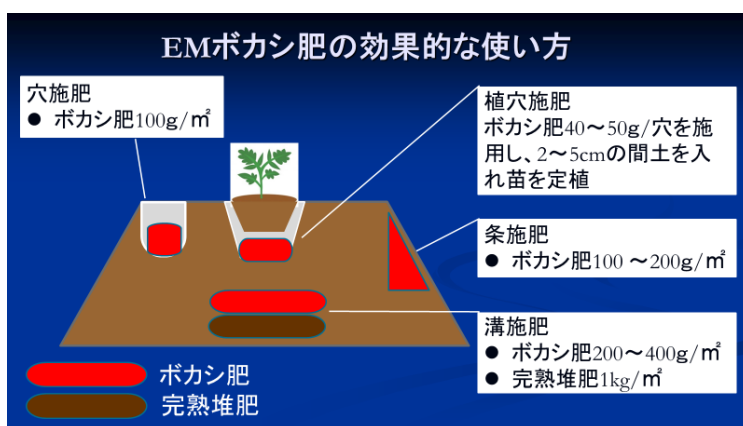 EMボカシ肥の効果的な使い方
穴施肥
● ボカシ肥100g/㎡
植穴施肥
ボカシ肥40～50g/穴を施
用し、2～5cmの間土を入
れ苗を定植
条施肥
● ボカシ肥100 ～200g/㎡
溝施肥
● ボカシ肥200～400g/㎡
● 完熟堆肥1kg/㎡
ボカシ肥
完熟堆肥